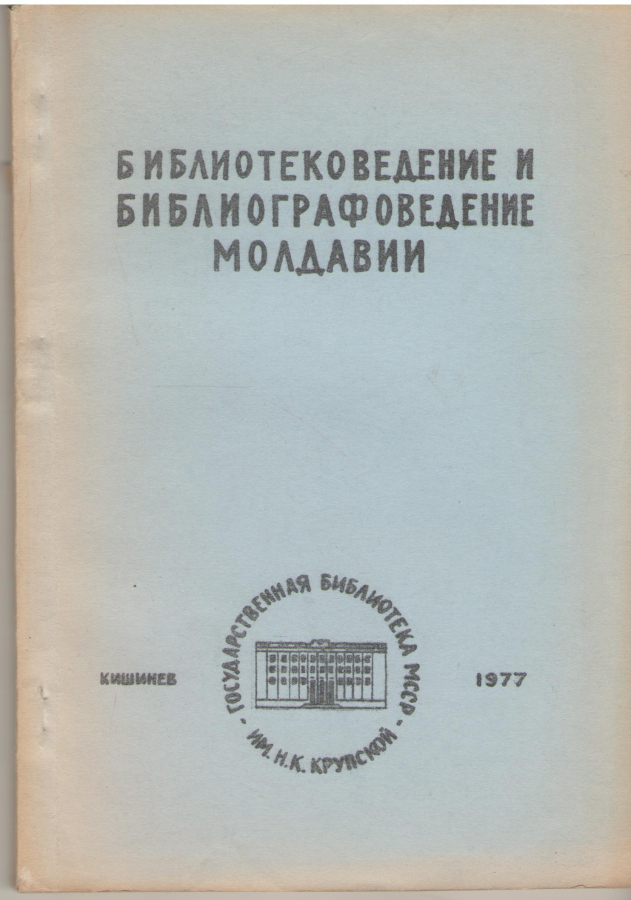 БИБЛИОТЕКОВЕДЕНИЕ И
БИБЛИОГРАФОВЕДЕНИЕ
МОЛДАВИИ
ГОСУДАРСТВЕННАЯ БИБЛИОТЕКА МССР
- ИМ. Н.К. КРУПСКОЙ -
КИШИНЕВ
1977